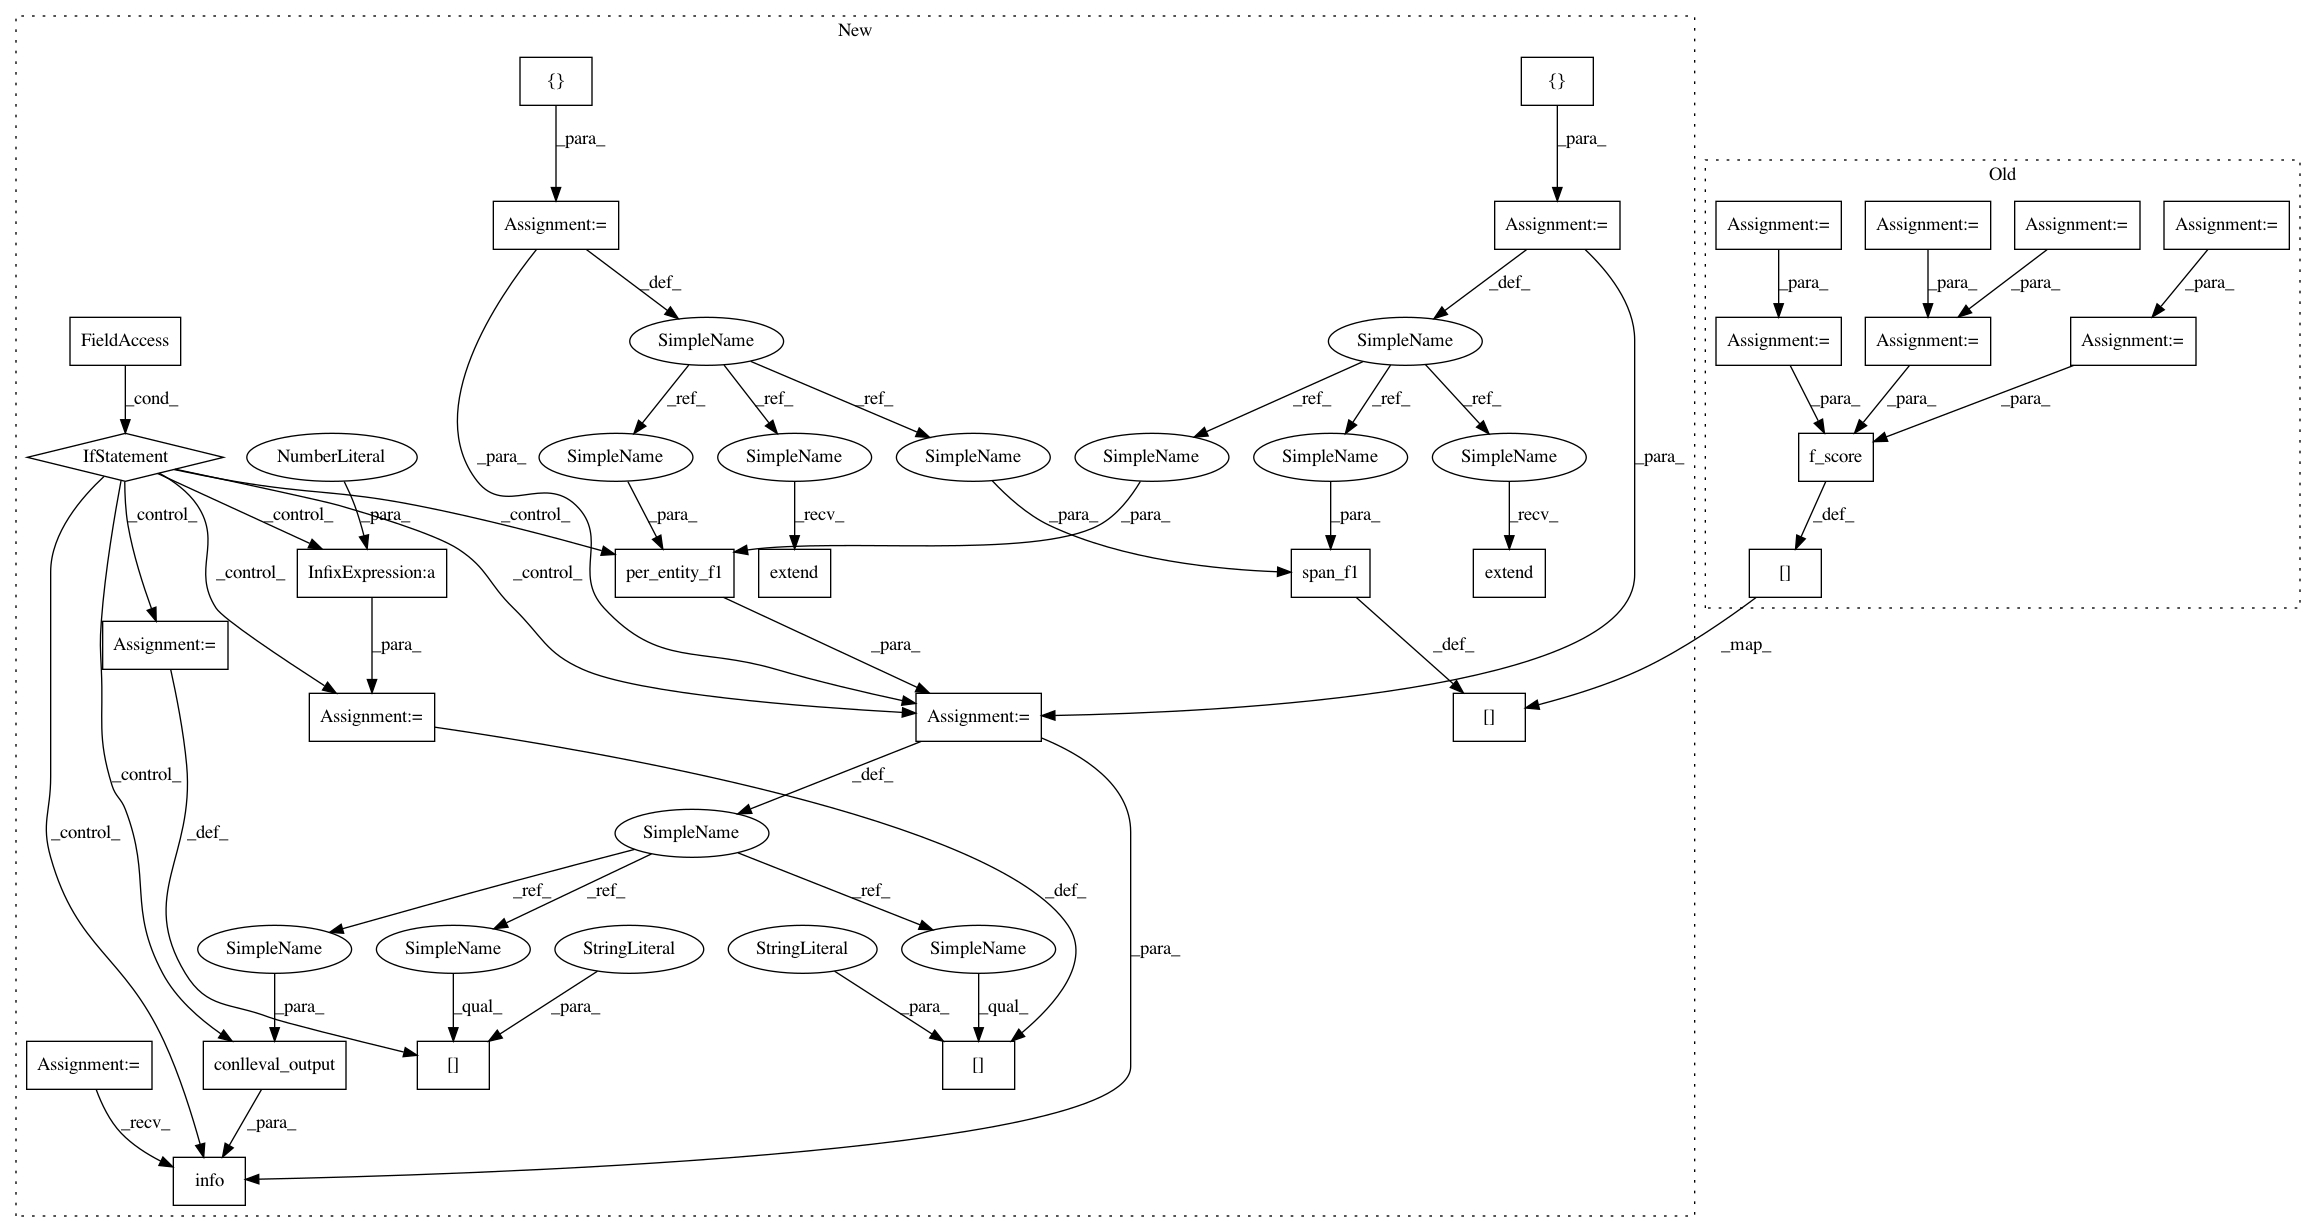 New
{}
{}
_para_
_para_
Old
Assignment:=
Assignment:=
Assignment:=
Assignment:=
Assignment:=
Assignment:=
_def_
_def_
_para_
_para_
_para_
_para_
FieldAccess
SimpleName
SimpleName
Assignment:=
Assignment:=
Assignment:=
_cond_
_ref_
_ref_
_ref_
_ref_
_ref_
_ref_
_para_
_para_
_para_
IfStatement
NumberLiteral
_para_
SimpleName
SimpleName
SimpleName
SimpleName
SimpleName
SimpleName
_para_
f_score
_control_
_control_
_para_
_control_
_para_
_recv_
_para_
_para_
_para_
_recv_
_def_
_control_
InfixExpression:a
_control_
per_entity_f1
extend
span_f1
extend
[]
Assignment:=
_para_
_para_
_def_
_map_
Assignment:=
Assignment:=
[]
_control_
_def_
_control_
_def_
SimpleName
_ref_
_ref_
_ref_
_def_
SimpleName
SimpleName
StringLiteral
StringLiteral
SimpleName
_para_
_para_
_qual_
_para_
_para_
_qual_
Assignment:=
conlleval_output
[]
[]
_recv_
_para_
info